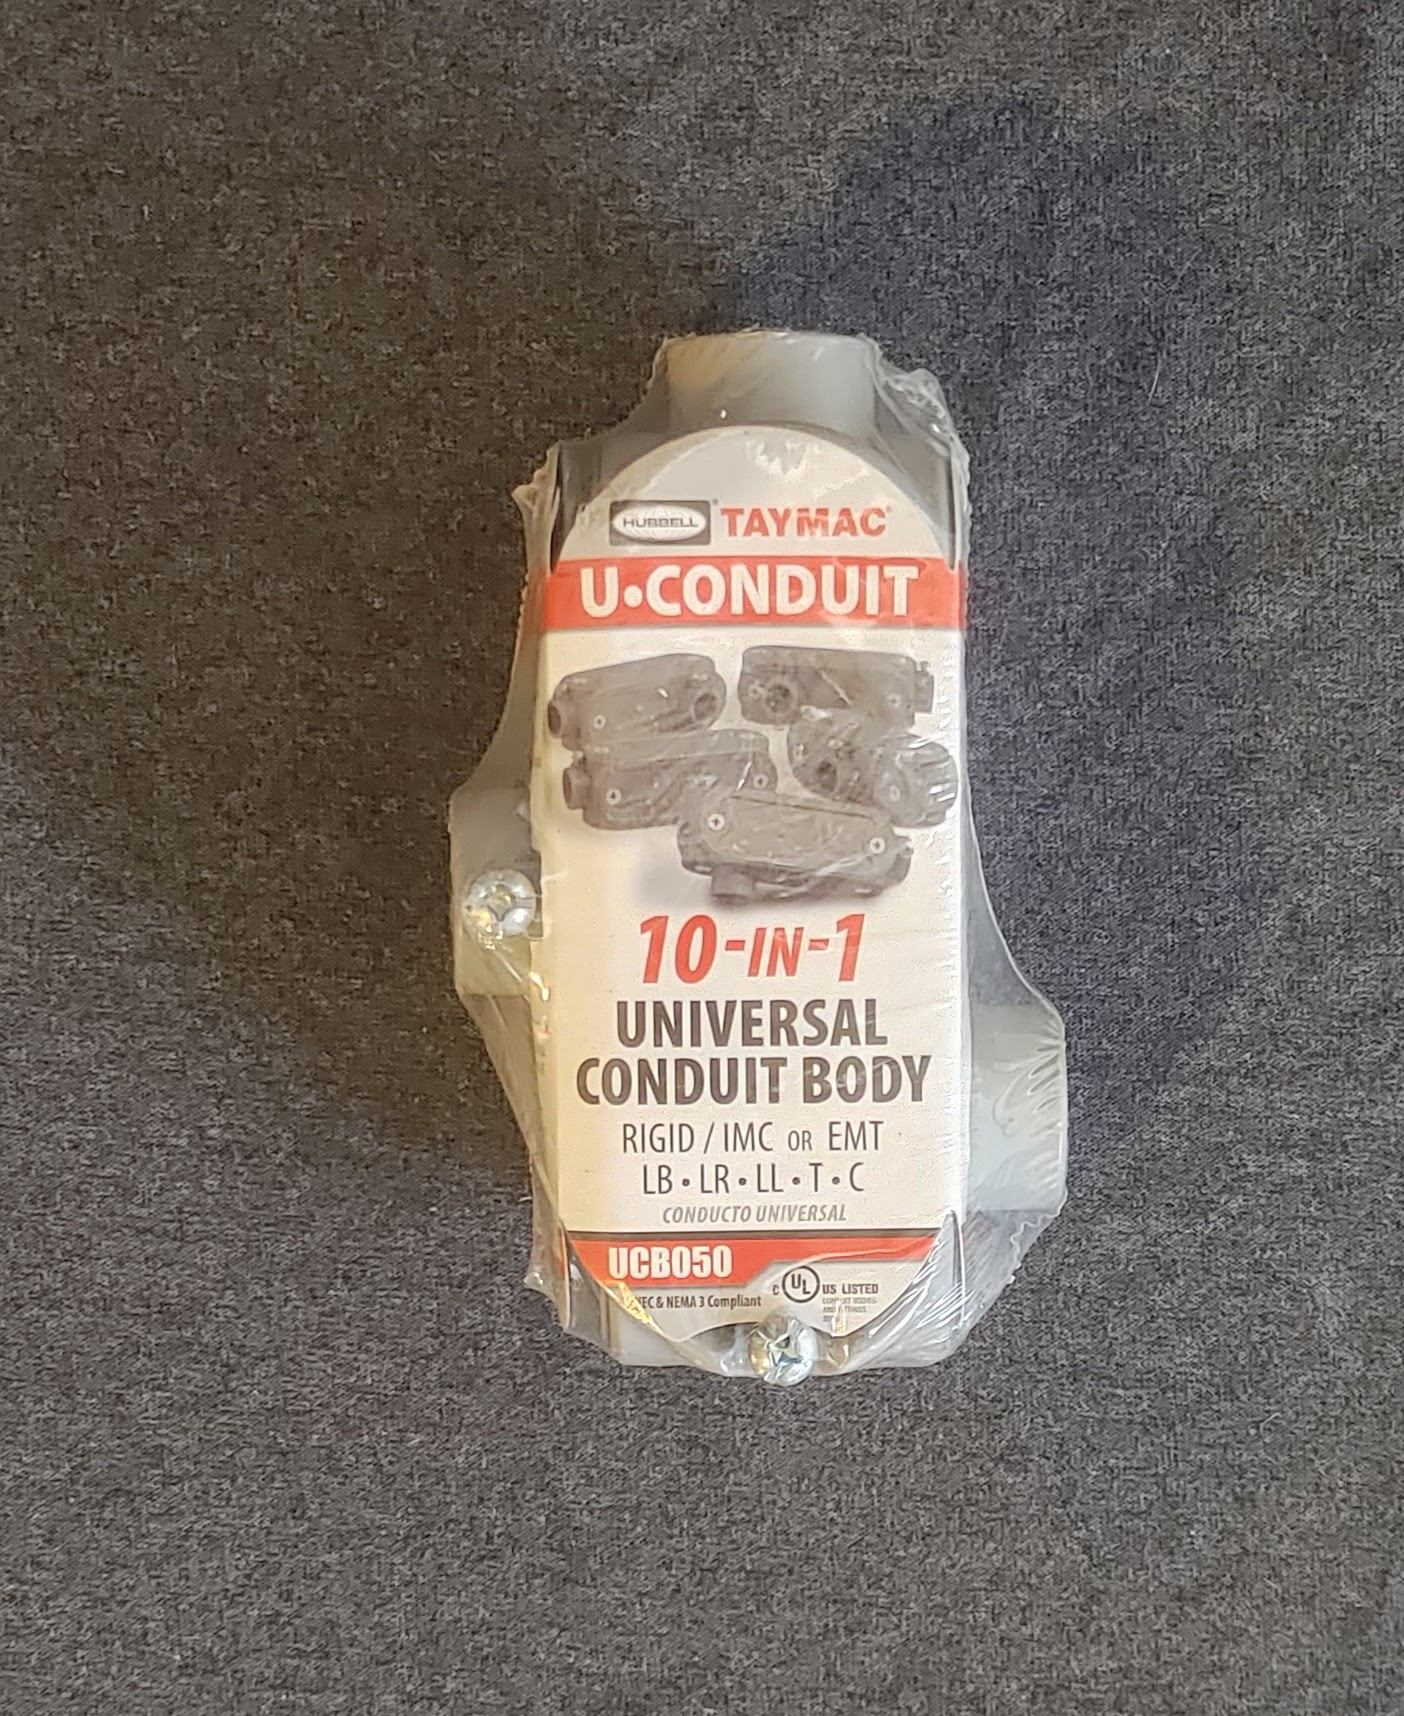 HUBBELL TAYMAC®
U•CONDUIT
10-IN-1
UNIVERSAL
CONDUIT BODY
RIGID / IMC OR EMT
LB • LR • LL • T • C
CONDUCTO UNIVERSAL
UCB050
& NEMA 3 Compliant
C UL US LISTED